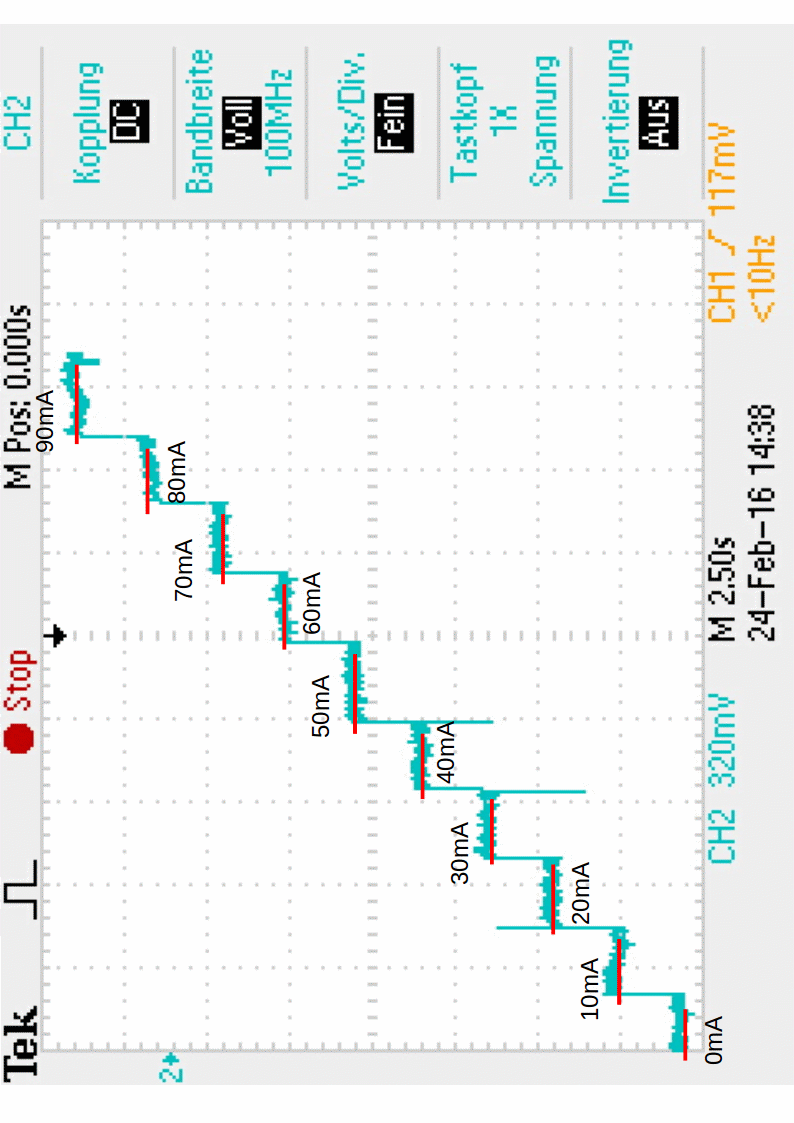 Tek
Stop
M Pos: 0.000s
CH2
Kopplung
DC
Bandbreite
Voll
100MHz
Volts/Div.
Fein
Tastkopf
1X
Spannung
Invertierung
Aus
90mA
80mA
70mA
60mA
50mA
40mA
30mA
20mA
10mA
0mA
2
CH2 320mV
M 2.50s
CH1 117mV
24-Feb-16 14:38
<10Hz